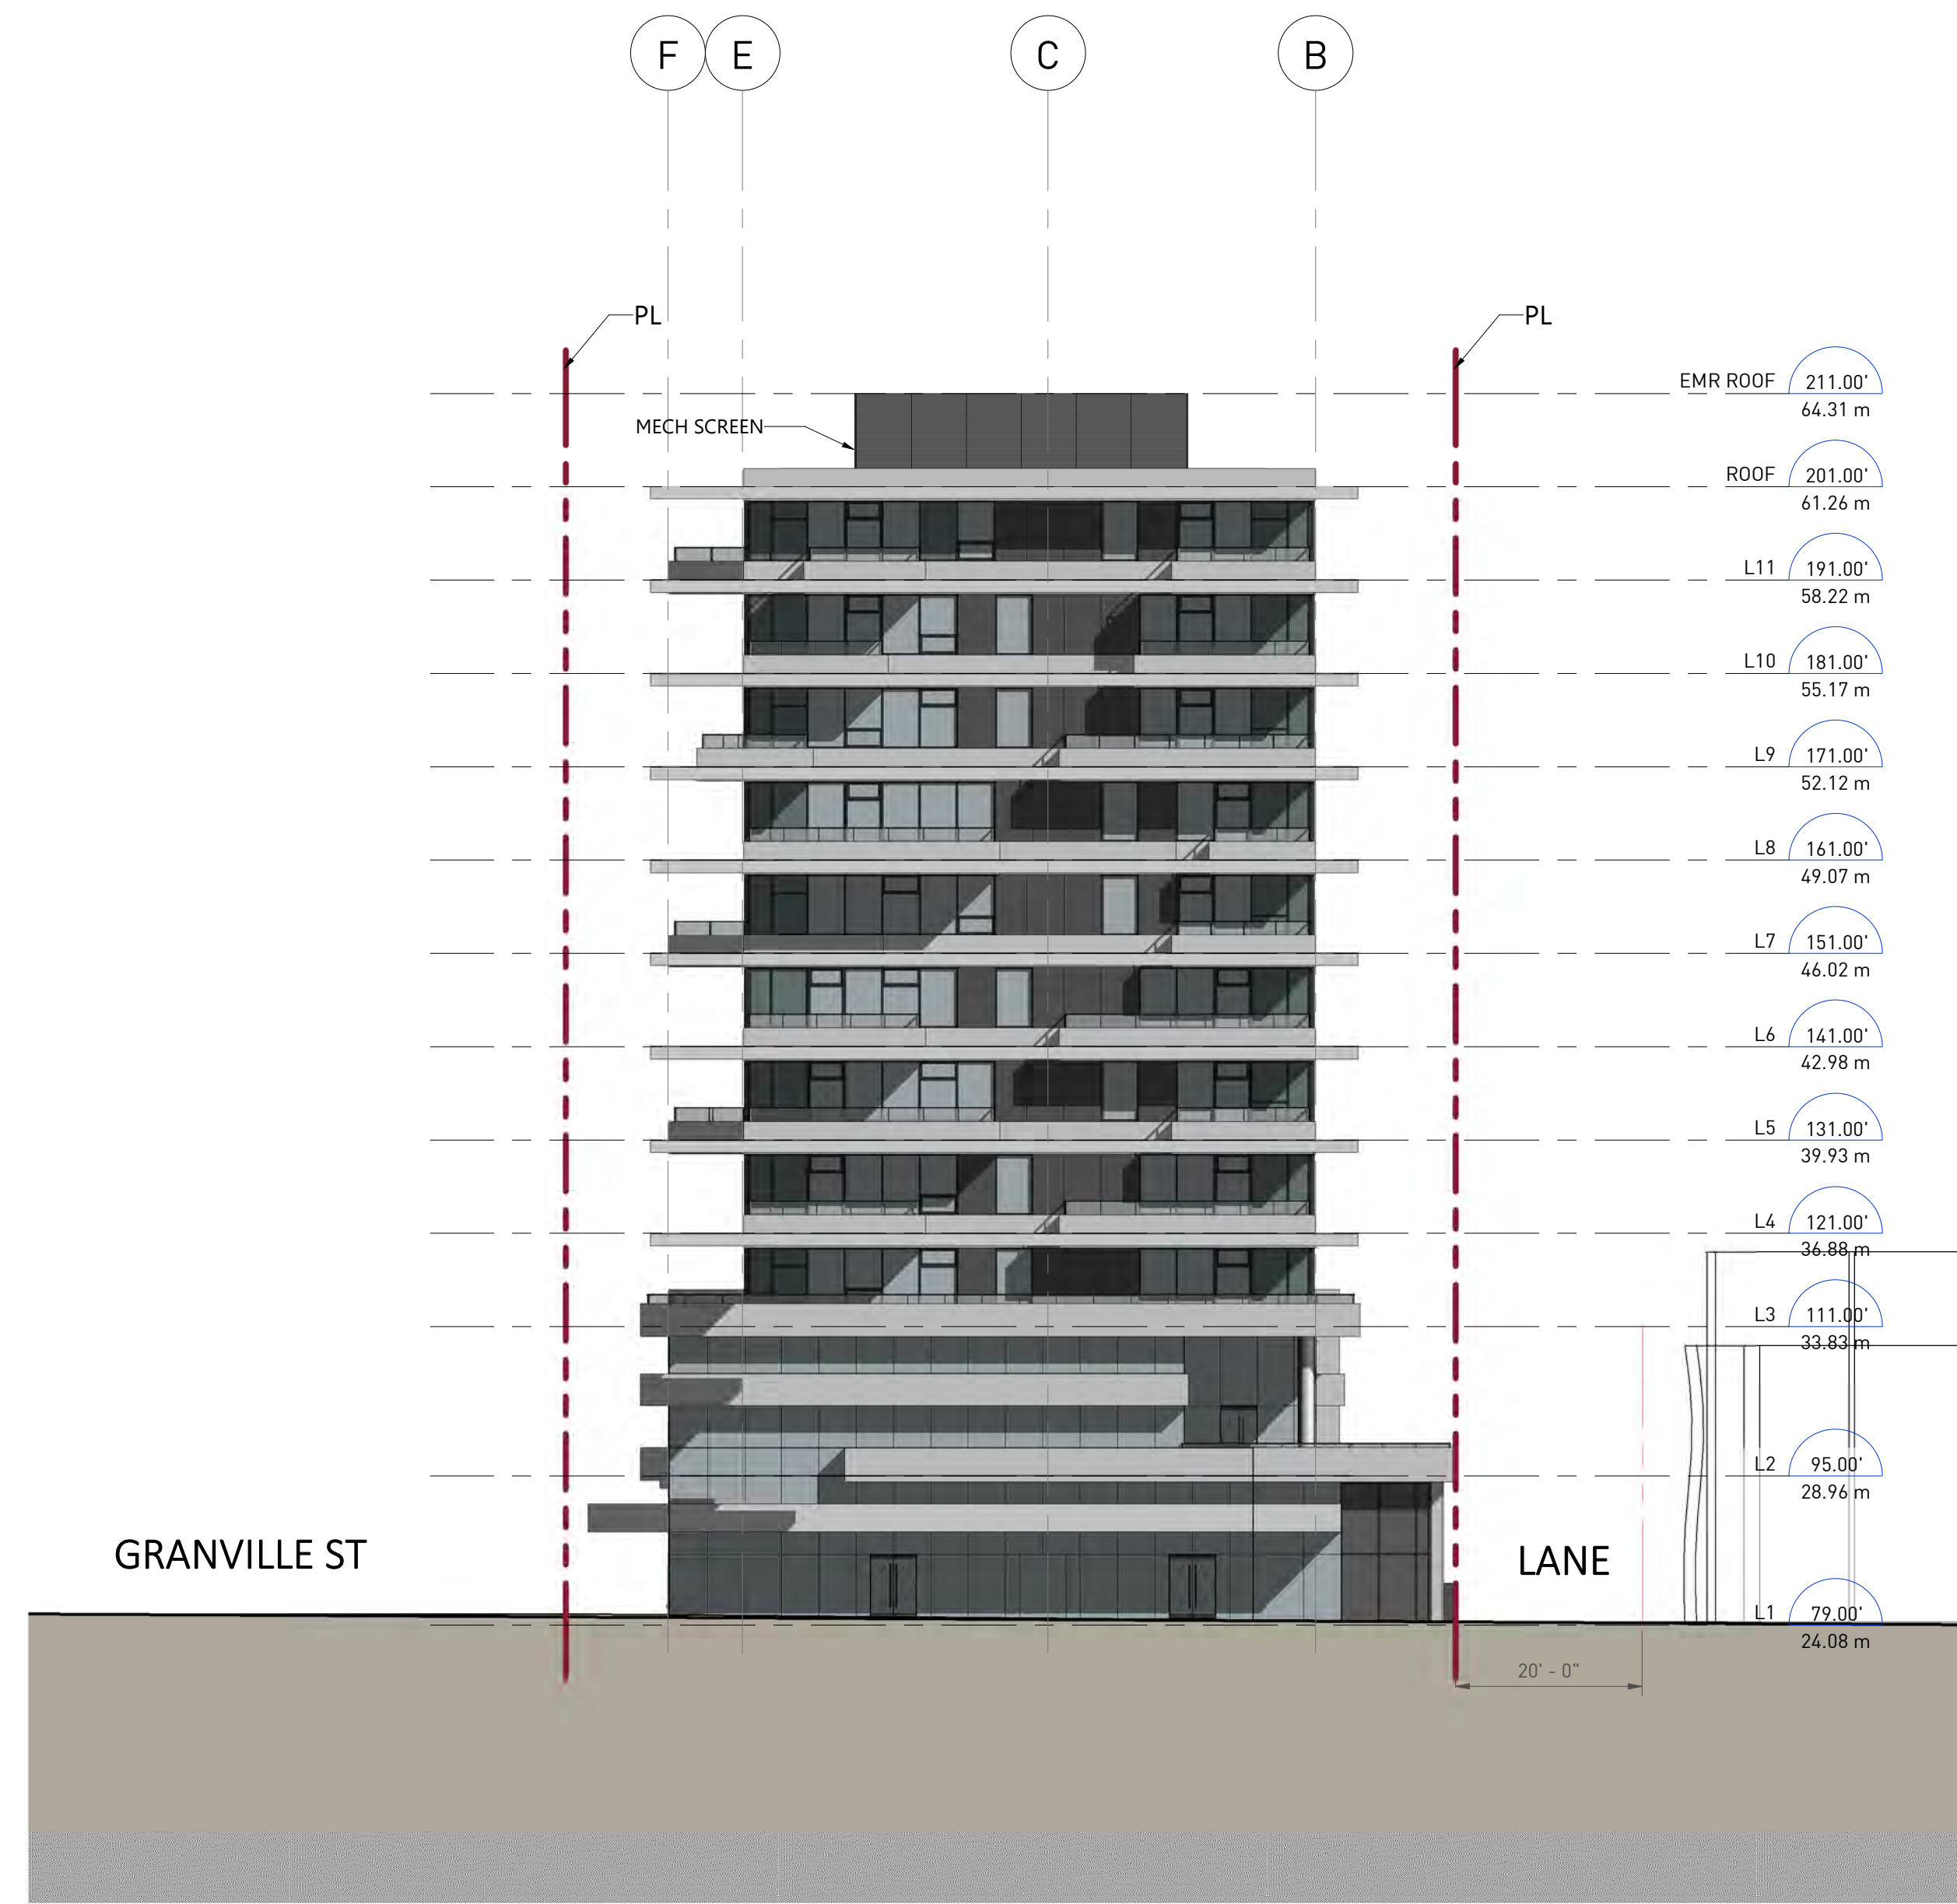 F
E
C
B
PL
PL
EMR ROOF 211.00'
64.31 m
MECH SCREEN
ROOF 201.00'
61.26 m
L11 191.00'
58.22 m
L10 181.00'
55.17 m
L9 171.00'
52.12 m
L8 161.00'
49.07 m
L7 151.00'
46.02 m
L6 141.00'
42.98 m
L5 131.00'
39.93 m
L4 121.00'
36.88 m
L3 111.00'
33.83 m
L2 95.00'
28.96 m
GRANVILLE ST
LANE
L1 79.00'
24.08 m
20' - 0"